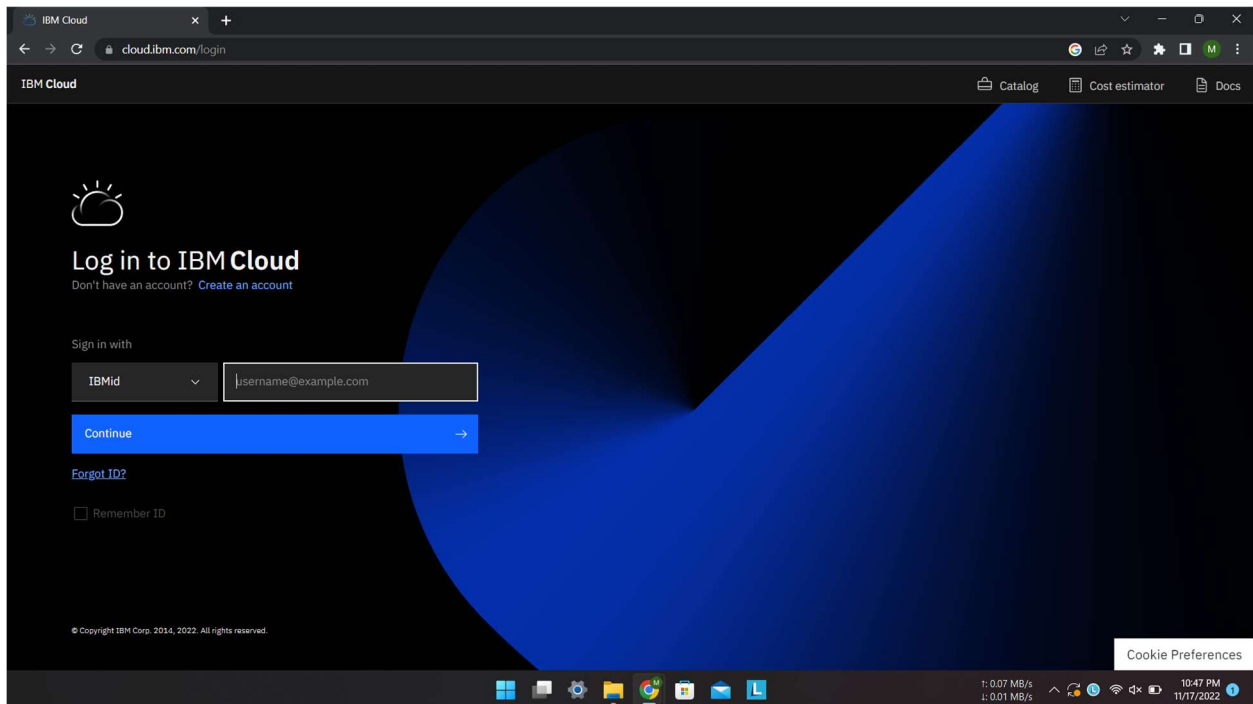 IBM Cloud
cloud.ibm.com/login
M
IBM Cloud
Catalog
Cost estimator
Docs
Log in to IBM Cloud
Don't have an account? Create an account
Sign in with
IBMid
username@example.com
Continue
Forgot ID?
Remember ID
© Copyright IBM Corp. 2014, 2022. All rights reserved.
Cookie Preferences
M
L
↑: 0.07 MB/s
↓: 0.01 MB/s
10:47 PM
11/17/2022
1